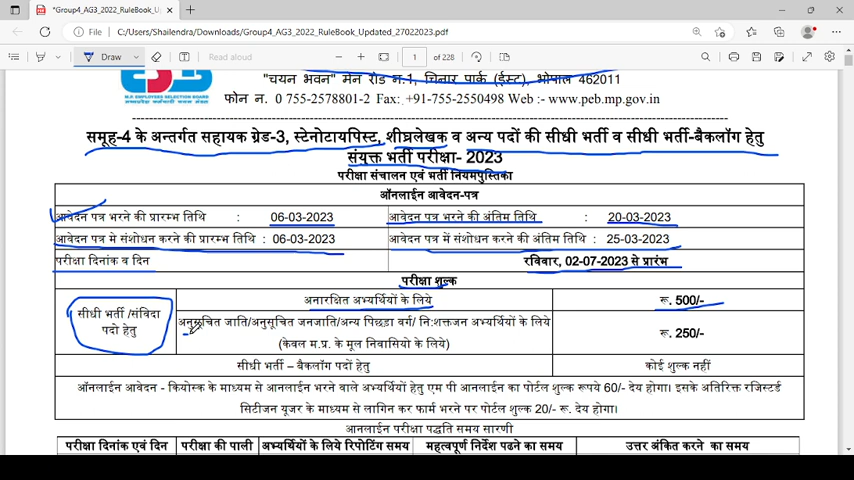 *Group4_AG3_2022_RuleBook_Updated_27022023.pdf
File C:/Users/Shailendra/Downloads/Group4_AG3_2022_RuleBook_Updated_27022023.pdf
Draw Read aloud 1 of 228
M.P. EMPLOYEES SELECTION BOARD
"चयन भवन" मेन रोड नं.1, चिनार पार्क (ईस्ट), भोपाल 462011
फोन नं. 0 755-2578801-2 Fax: +91-755-2550498 Web :- www.peb.mp.gov.in
समूह-4 के अन्तर्गत सहायक ग्रेड-3, स्टेनोटायपिस्ट, शीघ्रलेखक व अन्य पदों की सीधी भर्ती व सीधी भर्ती-बैकलॉग हेतु
संयुक्त भर्ती परीक्षा- 2023
परीक्षा संचालन एवं भर्ती नियमपुस्तिका
ऑनलाईन आवेदन-पत्र
आवेदन पत्र भरने की प्रारम्भ तिथि : 06-03-2023 आवेदन पत्र भरने की अंतिम तिथि : 20-03-2023
आवेदन पत्र मे संशोधन करने की प्रारम्भ तिथि : 06-03-2023 आवेदन पत्र में संशोधन करने की अंतिम तिथि : 25-03-2023
परीक्षा दिनांक व दिन रविवार, 02-07-2023 से प्रारंभ
परीक्षा शुल्क
सीधी भर्ती /संविदा पदो हेतु
अनारक्षित अभ्यर्थियों के लिये रू. 500/-
अनुसूचित जाति/अनुसूचित जनजाति/अन्य पिछड़ा वर्ग/ नि:शक्तजन अभ्यर्थियों के लिये रू. 250/-
(केवल म.प्र. के मूल निवासियो के लिये)
सीधी भर्ती – बैकलॉग पदों हेतु कोई शुल्क नहीं
ऑनलाईन आवेदन - कियोस्क के माध्यम से आनलाईन भरने वाले अभ्यर्थियों हेतु एम पी आनलाईन का पोर्टल शुल्क रूपये 60/- देय होगा। इसके अतिरिक्त रजिस्टर्ड
सिटीजन यूजर के माध्यम से लागिन कर फार्म भरने पर पोर्टल शुल्क 20/- रू. देय होगा।
आनलाईन परीक्षा पद्धति समय सारणी
परीक्षा दिनांक एवं दिन परीक्षा की पाली अभ्यर्थियों के लिये रिपोर्टिंग समय महत्वपूर्ण निर्देश पढने का समय उत्तर अंकित करने का समय